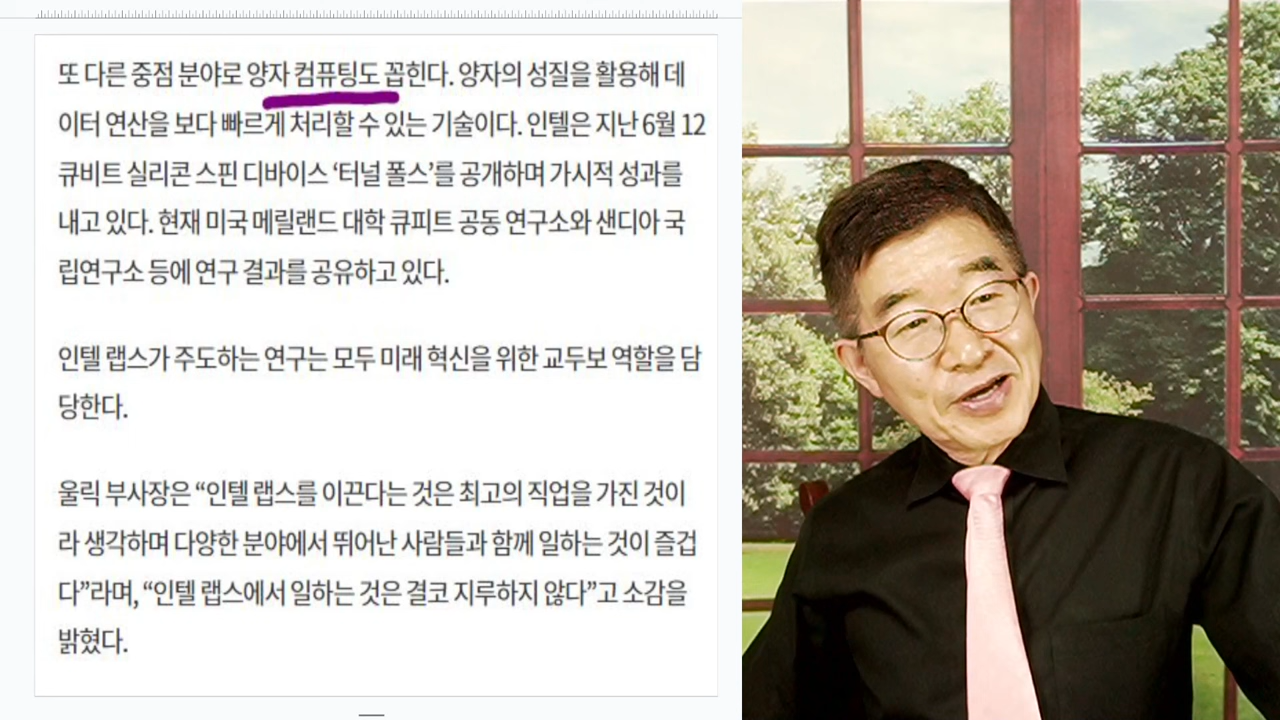 또 다른 중점 분야로 양자 컴퓨팅도 꼽힌다. 양자의 성질을 활용해 데
이터 연산을 보다 빠르게 처리할 수 있는 기술이다. 인텔은 지난 6월 12
큐비트 실리콘 스핀 디바이스 ‘터널 폴스’를 공개하며 가시적 성과를
내고 있다. 현재 미국 메릴랜드 대학 큐피트 공동 연구소와 샌디아 국
립연구소 등에 연구 결과를 공유하고 있다.
인텔 랩스가 주도하는 연구는 모두 미래 혁신을 위한 교두보 역할을 담
당한다.
울릭 부사장은 “인텔 랩스를 이끈다는 것은 최고의 직업을 가진 것이
라 생각하며 다양한 분야에서 뛰어난 사람들과 함께 일하는 것이 즐겁
다”라며, “인텔 랩스에서 일하는 것은 결코 지루하지 않다”고 소감을
밝혔다.